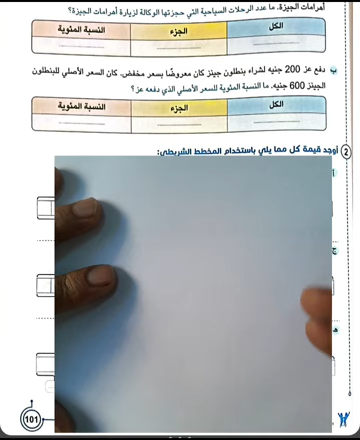 أهرامات الجيزة. ما عدد الرحلات السياحية التي حجزتها الوكالة لزيارة أهرامات الجيزة؟
الكل الجزء النسبة المئوية
ب دفع عز 200 جنيه لشراء بنطلون جينز كان معروضًا بسعر مخفض. كان السعر الأصلي للبنطلون
الجينز 600 جنيه. ما النسبة المئوية للسعر الأصلي الذي دفعه عز؟
الكل الجزء النسبة المئوية
2 أوجد قيمة كل مما يلي باستخدام المخطط الشريطي:
أ
ج
هـ
101